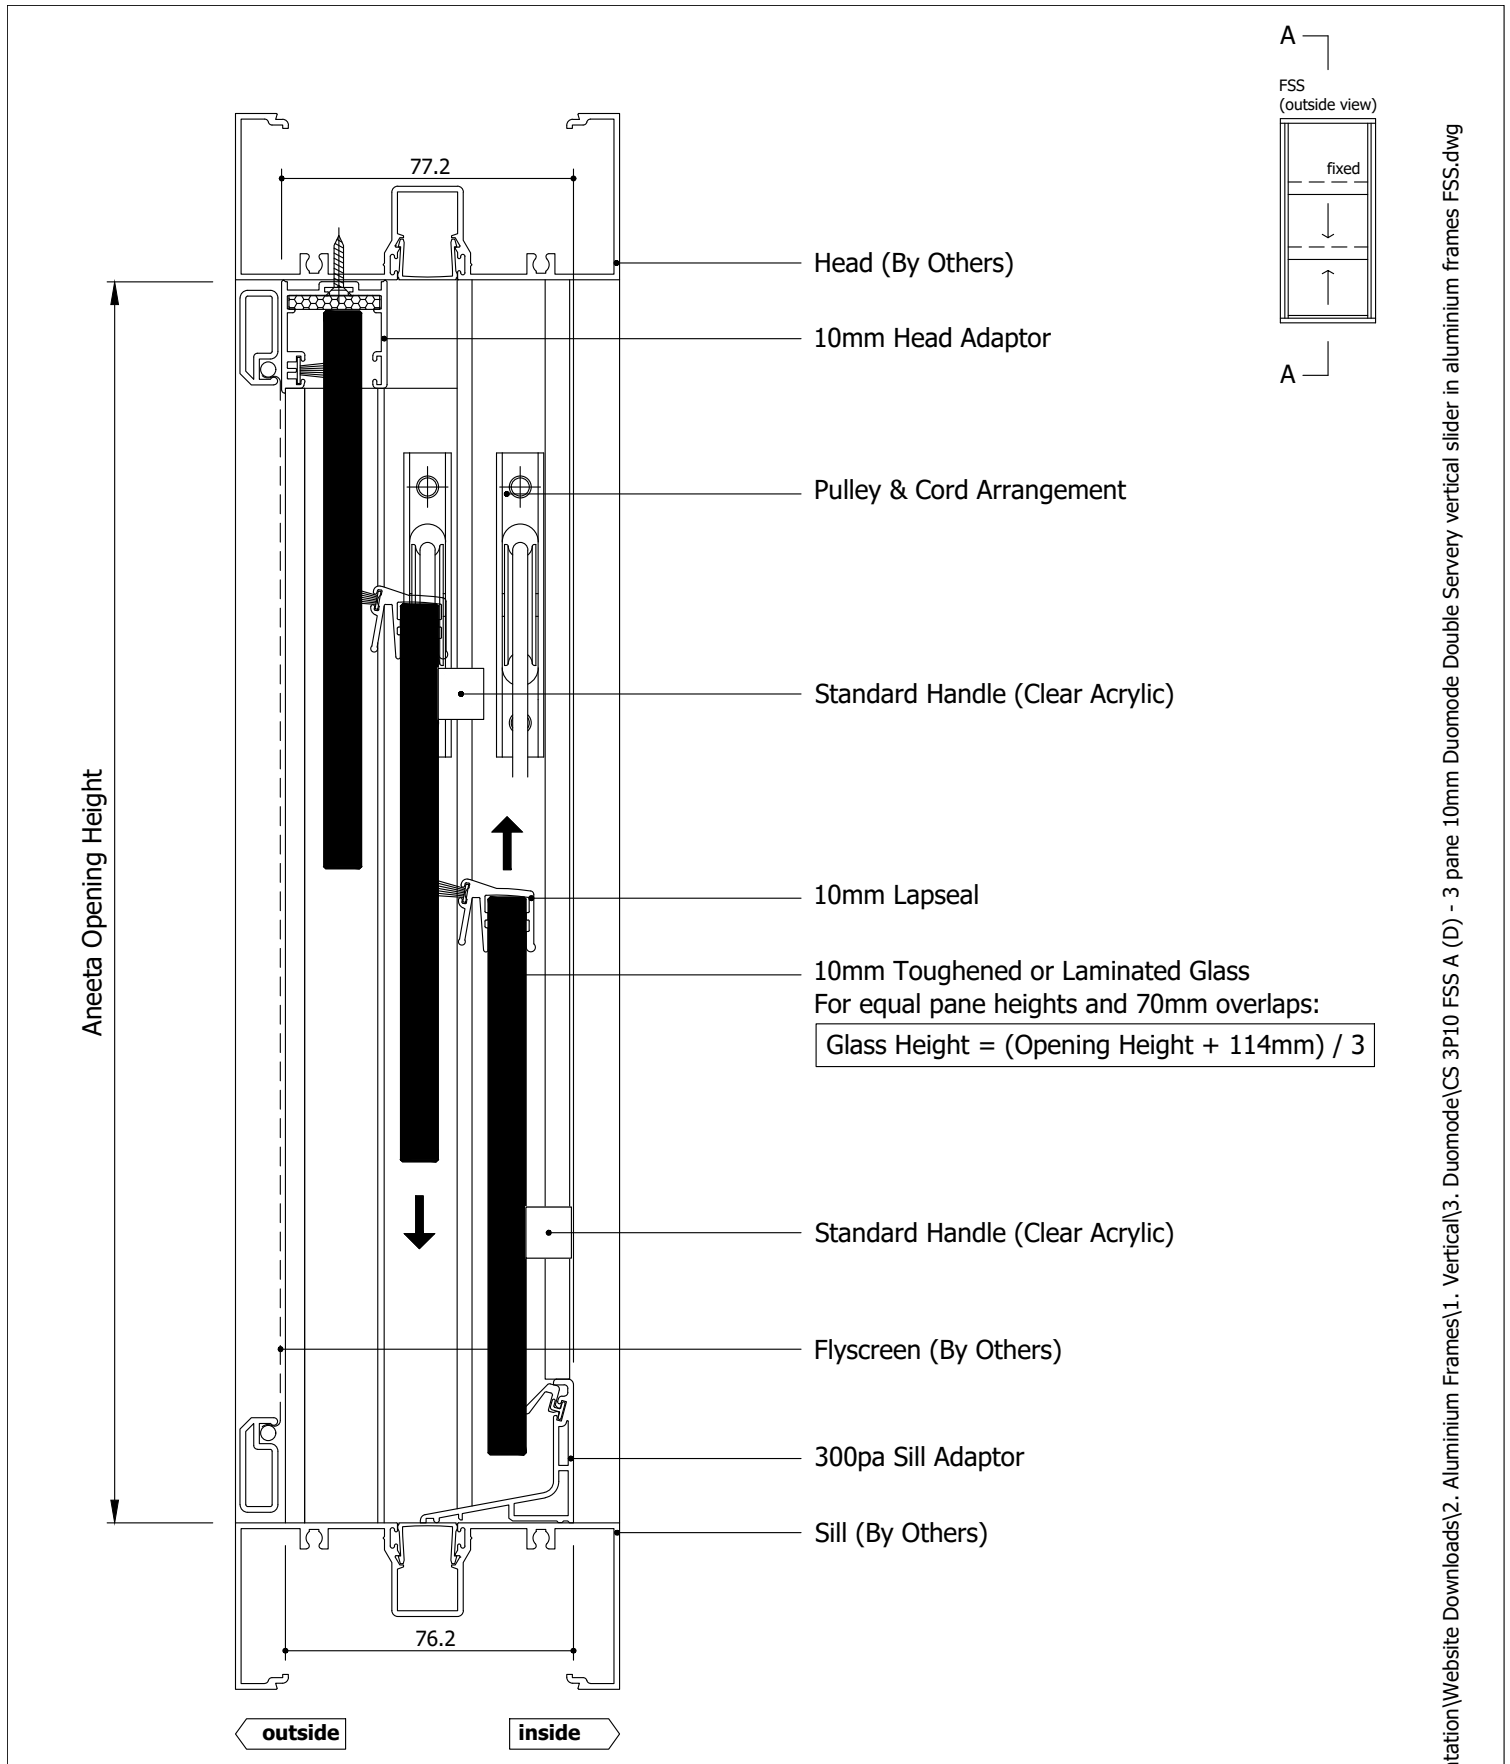 A
FSS
(outside view)
fixed
A
77.2
Head (By Others)
10mm Head Adaptor
Pulley & Cord Arrangement
Standard Handle (Clear Acrylic)
Aneeta Opening Height
10mm Lapseal
10mm Toughened or Laminated Glass
For equal pane heights and 70mm overlaps:
Glass Height = (Opening Height + 114mm) / 3
Standard Handle (Clear Acrylic)
Flyscreen (By Others)
300pa Sill Adaptor
Sill (By Others)
76.2
outside
inside
tation\Website Downloads\2. Aluminium Frames\1. Vertical\3. Duomode\CS 3P10 FSS A (D) - 3 pane 10mm Duomode Double Servery vertical slider in aluminium frames FSS.dwg